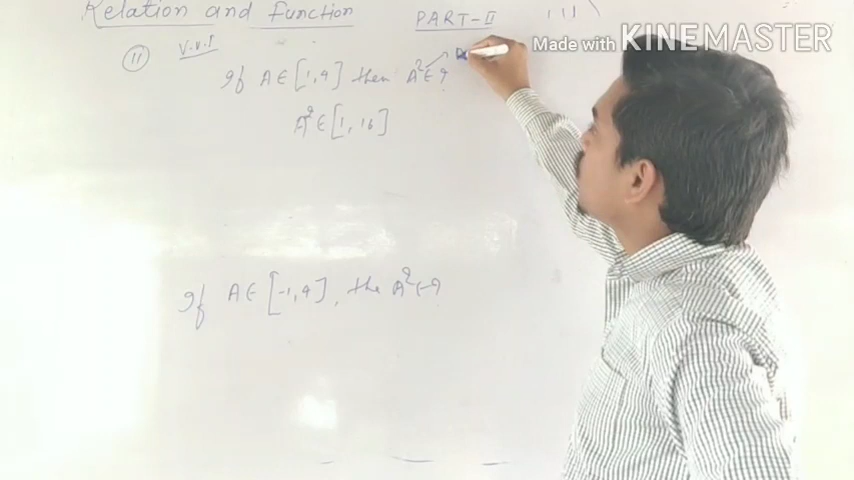 Relation and Function PART-II
Made with KINEMASTER
11 V.V.I
If A ∈ [1, 4] then A² ∈ ?
A² ∈ [1, 16]
If A ∈ [-1, 4], the A² ∈ ?